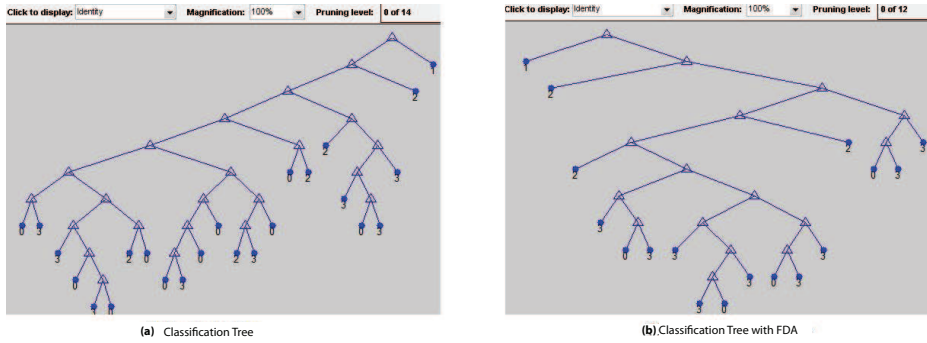 Click to display: Identity Magnification: 100% Pruning level: 0 of 14
1
2
2
0 2 3
3
0 3 0 0 0 3
3 2 0 0 2 3
0 0 3
1 0
(a) Classification Tree
Click to display: Identity Magnification: 100% Pruning level: 0 of 12
1
2
2 3
2 0 3
3
0 3 3 3
3 0 3
3 0
(b) Classification Tree with FDA